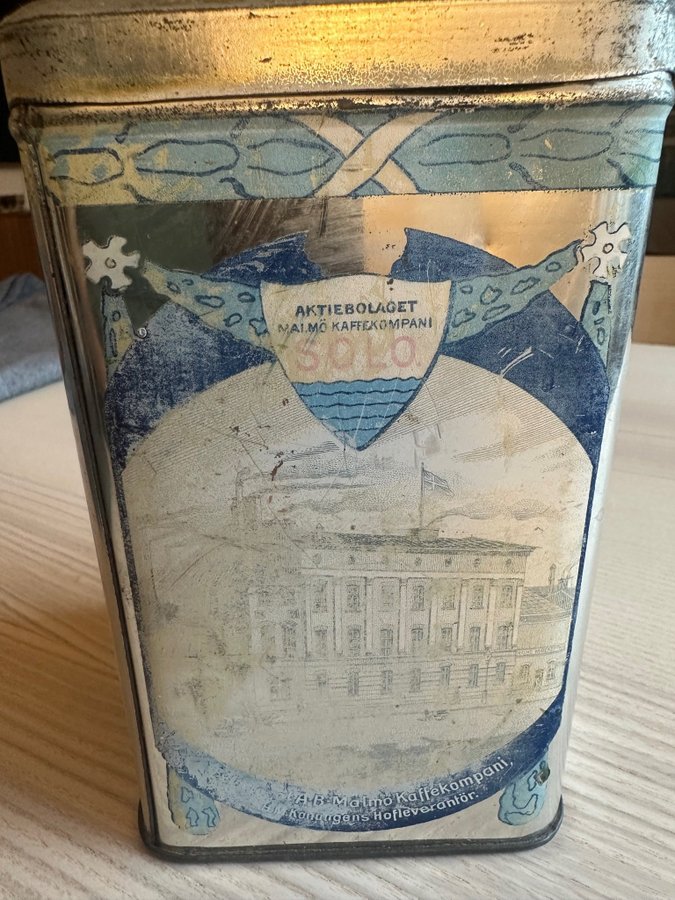 AKTIEBOLAGET
MALMÖ KAFFEKOMPANI
SOLO.
A-B. Malmö Kaffekompani,
Konungens Hofleverantör.